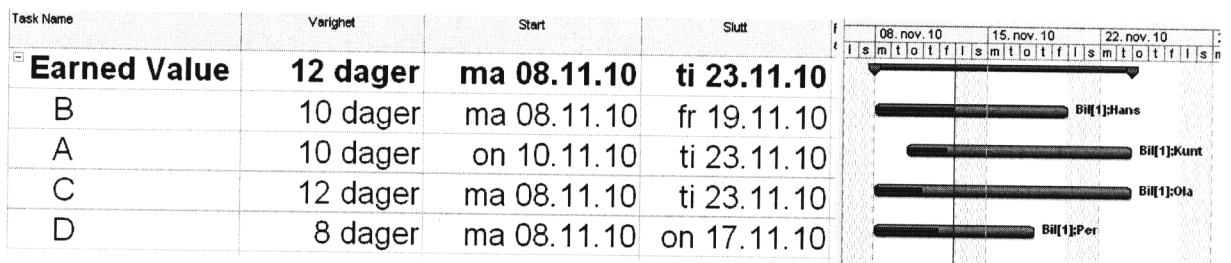 Task Name Varighet Start Slutt
08. nov. 10 15. nov. 10 22. nov. 10
l s m t o t f l s m t o t f l s m t o t f l s
Earned Value 12 dager ma 08.11.10 ti 23.11.10
B 10 dager ma 08.11.10 fr 19.11.10 Bil[1];Hans
A 10 dager on 10.11.10 ti 23.11.10 Bil[1];Kunt
C 12 dager ma 08.11.10 ti 23.11.10 Bil[1];Ola
D 8 dager ma 08.11.10 on 17.11.10 Bil[1];Per